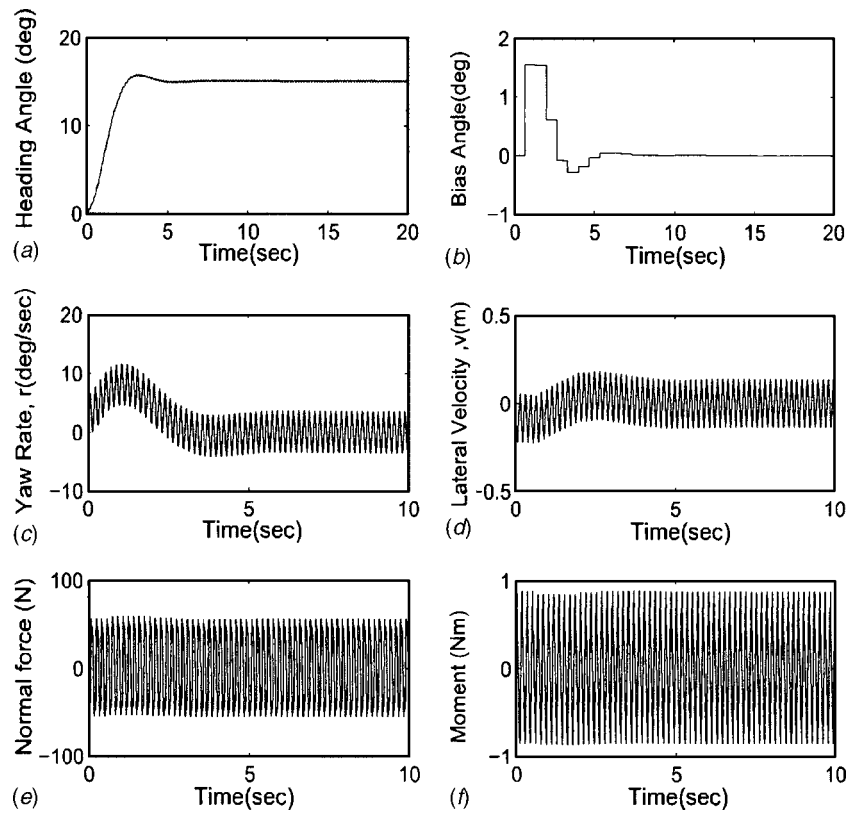 20
10
0
Heading Angle (deg)
0
5
10
15
20
Time(sec)
(a)
2
1
0
−1
Bias Angle(deg)
0
5
10
15
20
Time(sec)
(b)
20
10
0
−10
Yaw Rate, r(deg/sec)
0
5
10
Time(sec)
(c)
0.5
0
−0.5
Lateral Velocity ,v(m)
0
5
10
Time(sec)
(d)
100
0
−100
Normal force (N)
0
5
10
Time(sec)
(e)
1
0
−1
Moment (Nm)
0
5
10
Time(sec)
(f)